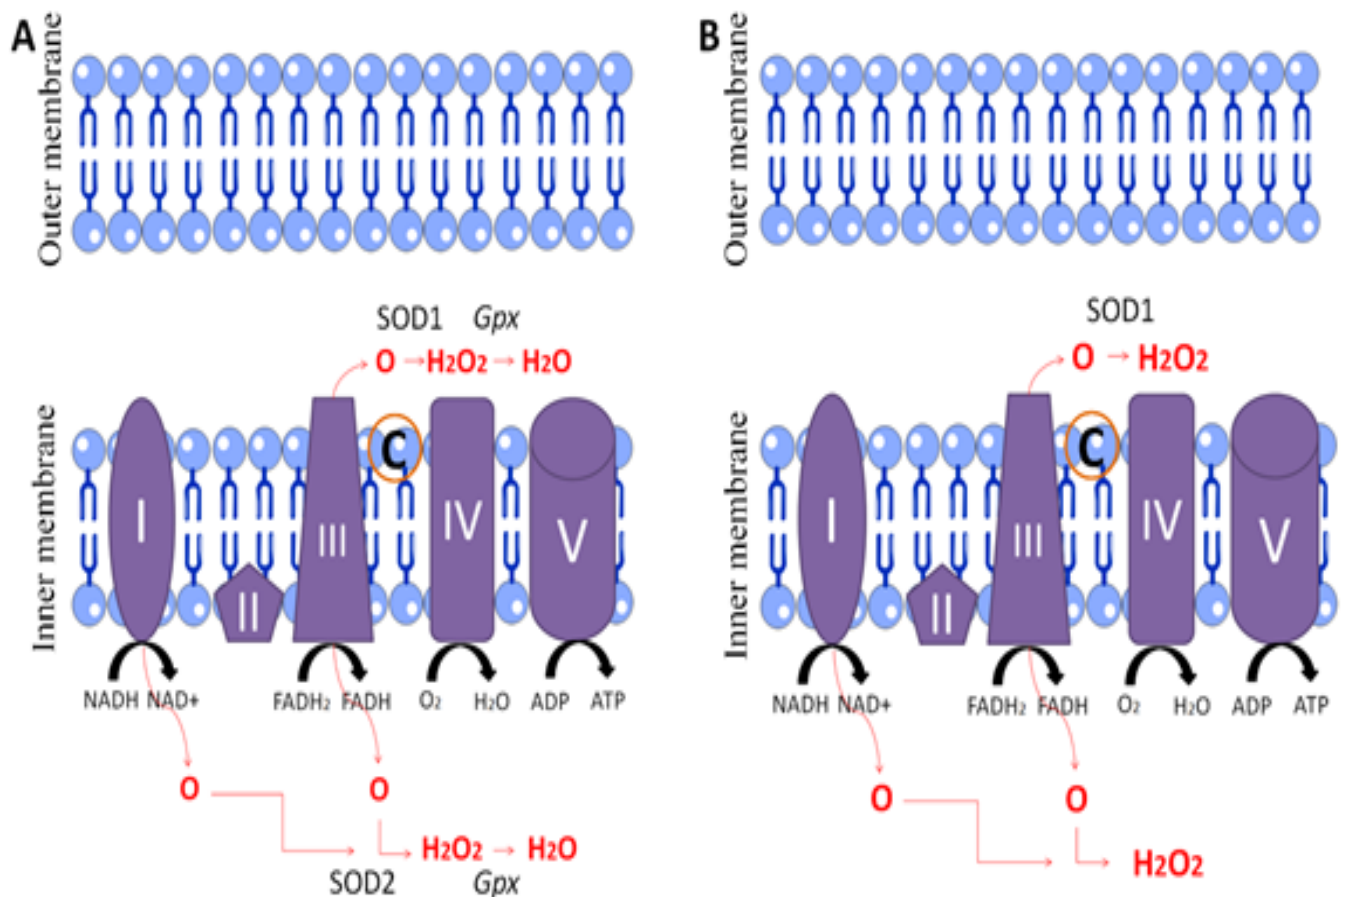 A
Outer membrane
SOD1 Gpx
O → H2O2 → H2O
Inner membrane
I
II
III
C
IV
V
NADH NAD+
FADH2 FADH
O2 H2O
ADP ATP
O
O
H2O2 → H2O
SOD2 Gpx
B
Outer membrane
SOD1
O → H2O2
Inner membrane
I
II
III
C
IV
V
NADH NAD+
FADH2 FADH
O2 H2O
ADP ATP
O
O
H2O2